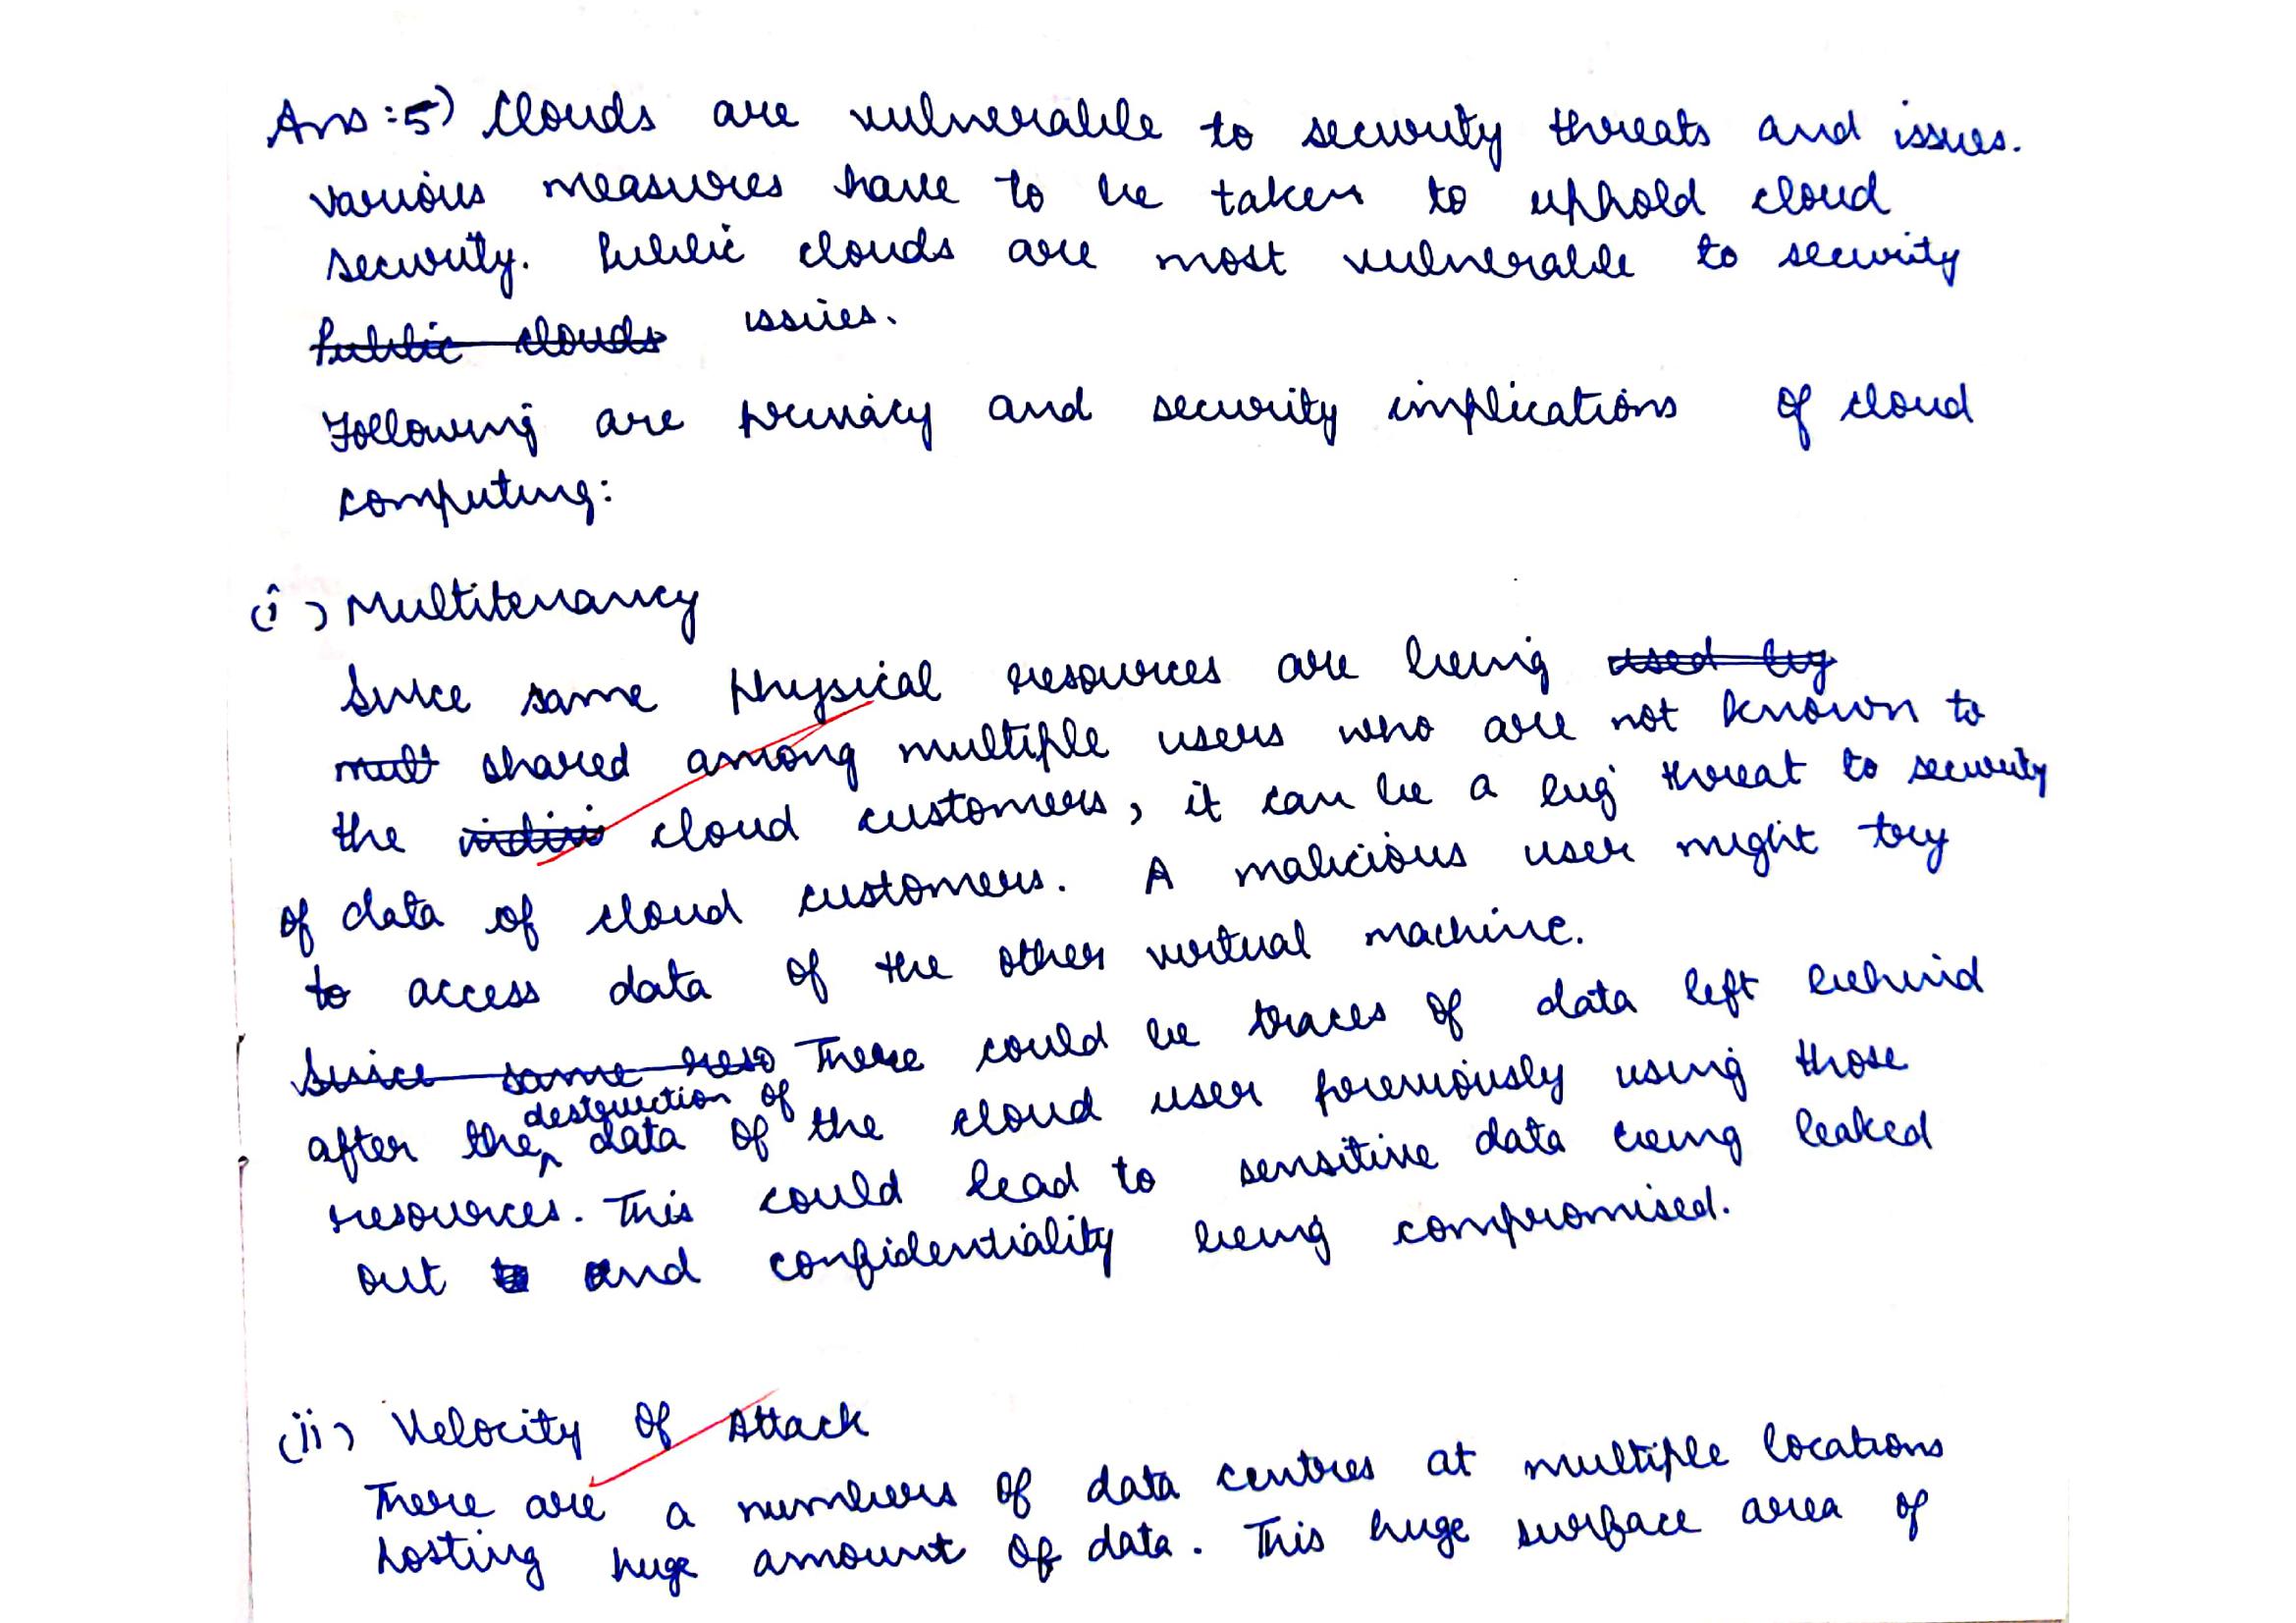 Ans:5) Clouds are vulnerable to security threats and issues.
Various measures have to be taken to uphold cloud
security. Public clouds are most vulnerable to security
Public clouds issues.
Following are privacy and security implications of cloud
computing:
(i) Multitenancy
Since same physical resources are being used by
mult shared among multiple users who are not known to
the cloud customers, it can be a big threat to security
of data of cloud customers. A malicious user might try
to access data of the other virtual machine.
Since same reso There could be traces of data left behind
destruction of
after the data of the cloud user previously using those
resources. This could lead to sensitive data being leaked
out and confidentiality being compromised.
(ii) Velocity of Attack
There are a numbers of data centres at multiple locations
hosting huge amount of data. This huge surface area of